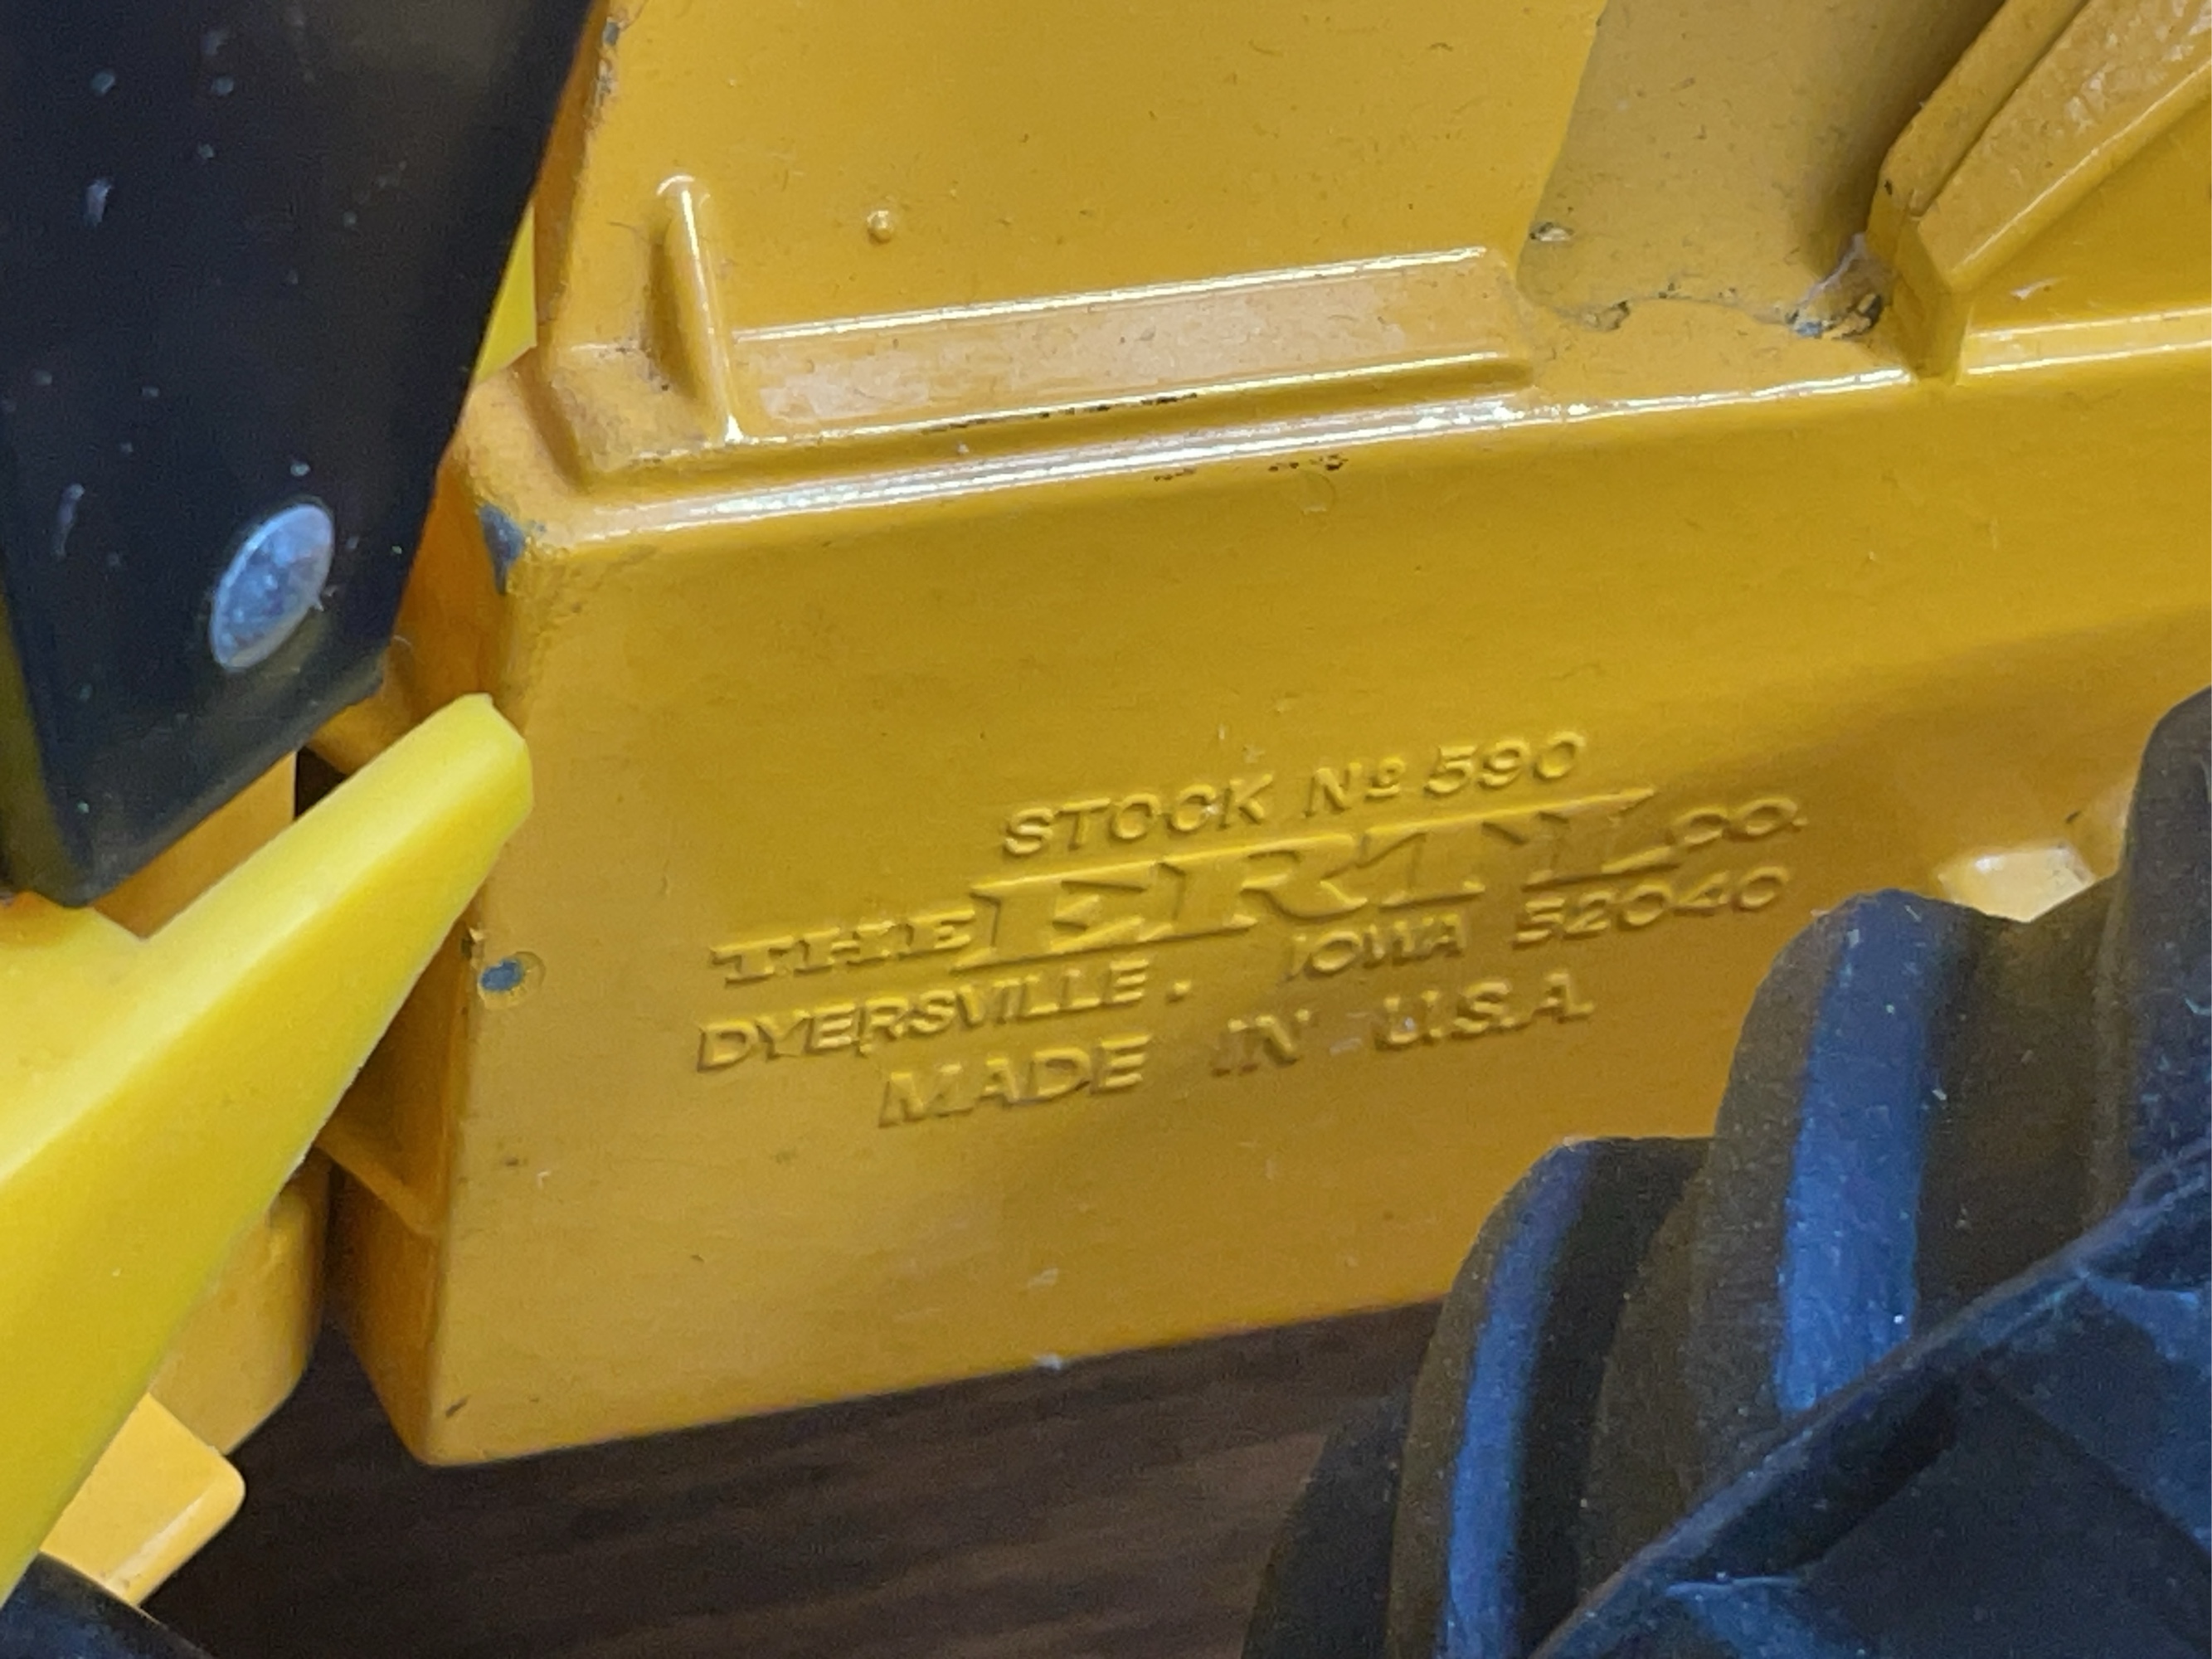 STOCK Nº 590
THE ERTL CO.
DYERSVILLE. IOWA 52040
MADE IN U.S.A.